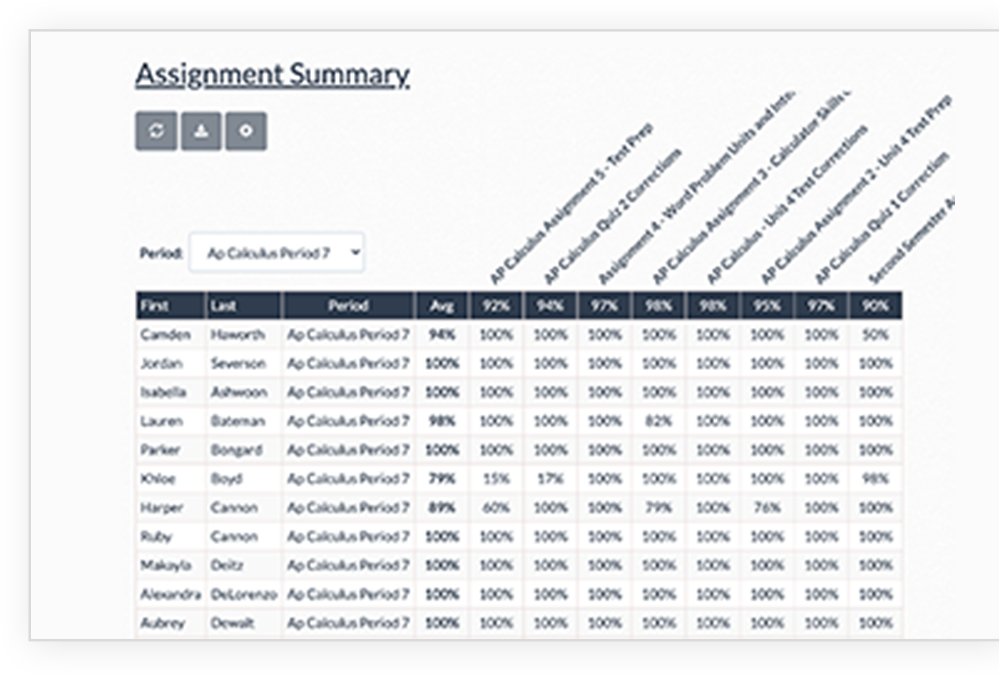 Assignment Summary
AP Calculus Assignment 5 - Test Prep
AP Calculus Quiz 2 Corrections
Assignment 4 - Word Problem Units and Inte
AP Calculus Assignment 3 - Calculator Skills
AP Calculus - Unit 4 Test Corrections
AP Calculus Assignment 2 - Unit 4 Test Prep
AP Calculus Quiz 1 Correction
Second Semester A
Period: Ap Calculus Period 7
First Last Period Avg 92% 94% 97% 98% 98% 95% 97% 90%
Camden Haworth Ap Calculus Period 7 94% 100% 100% 100% 100% 100% 100% 100% 50%
Jordan Severson Ap Calculus Period 7 100% 100% 100% 100% 100% 100% 100% 100% 100%
Isabella Ashwoon Ap Calculus Period 7 100% 100% 100% 100% 100% 100% 100% 100% 100%
Lauren Bateman Ap Calculus Period 7 98% 100% 100% 100% 82% 100% 100% 100% 100%
Parker Bongard Ap Calculus Period 7 100% 100% 100% 100% 100% 100% 100% 100% 100%
Khloe Boyd Ap Calculus Period 7 79% 15% 17% 100% 100% 100% 100% 100% 98%
Harper Cannon Ap Calculus Period 7 89% 60% 100% 100% 79% 100% 76% 100% 100%
Ruby Cannon Ap Calculus Period 7 100% 100% 100% 100% 100% 100% 100% 100% 100%
Makayla Deitz Ap Calculus Period 7 100% 100% 100% 100% 100% 100% 100% 100% 100%
Alexandra DeLorenzo Ap Calculus Period 7 100% 100% 100% 100% 100% 100% 100% 100% 100%
Aubrey Dewalt Ap Calculus Period 7 100% 100% 100% 100% 100% 100% 100% 100% 100%